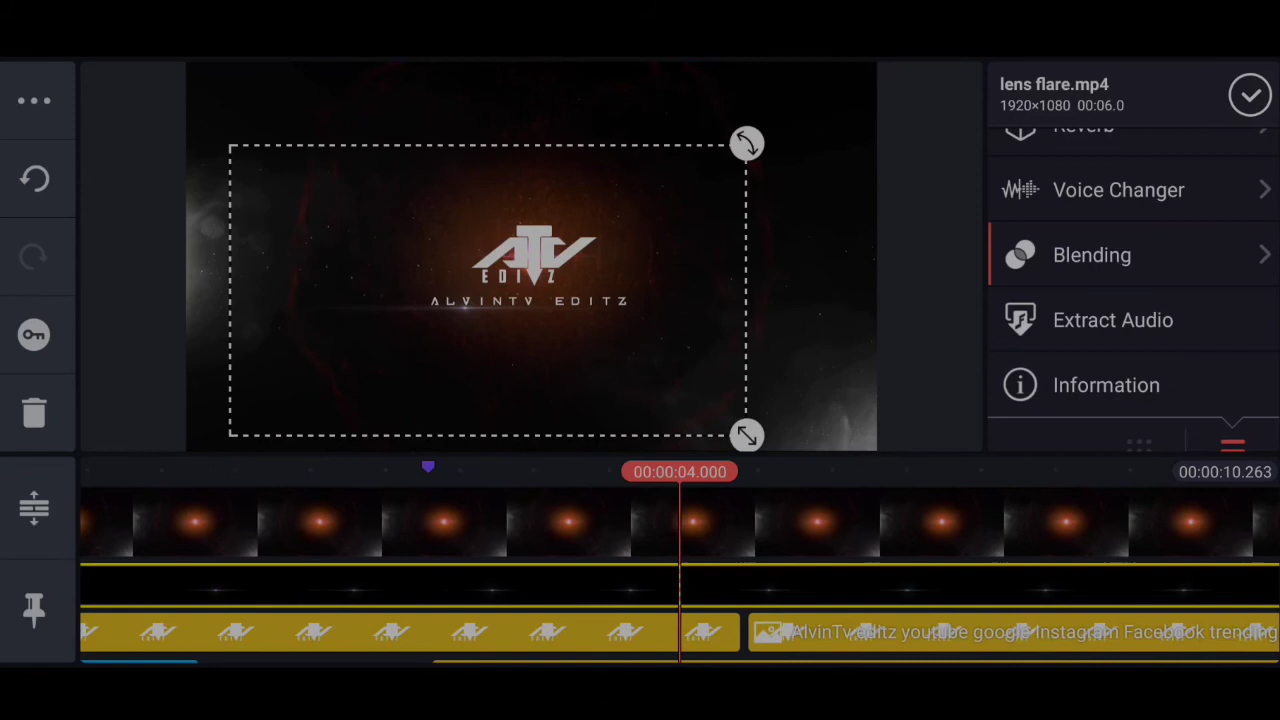 lens flare.mp4
1920×1080 00:06.0
Reverb
Voice Changer
Blending
Extract Audio
Information
ATV
EDITZ
ALVINTV EDITZ
00:00:04.000
00:00:10.263
AlvinTv editz youtube google Instagram Facebook trending